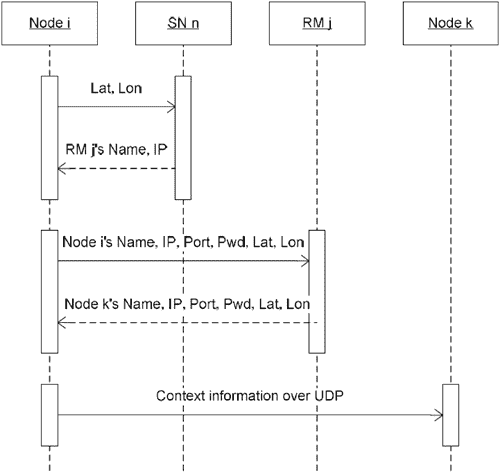 Node i
SN n
RM j
Node k
Lat, Lon
RM j's Name, IP
Node i's Name, IP, Port, Pwd, Lat, Lon
Node k's Name, IP, Port, Pwd, Lat, Lon
Context information over UDP